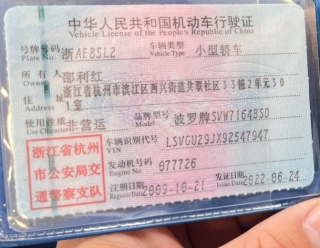 中华人民共和国机动车行驶证
Vehicle License of the People's Republic of China
号牌号码 浙AE85L2 车辆类型 小型轿车
Plate No. Vehicle Type
所有人 邵利红
住址 浙江省杭州市滨江区西兴街道共联社区33幢2单元30
1室
使用性质 非营运 品牌型号 波罗牌SVW7164BSD
Use Character Model
车辆识别代号 LSVGU29JX92547947
VIN
浙江省杭州
市公安局交
通警察支队
发动机号码 077726
Engine No.
注册日期 2009-10-21 发证日期 2022-06-24
Register Date Issue Date